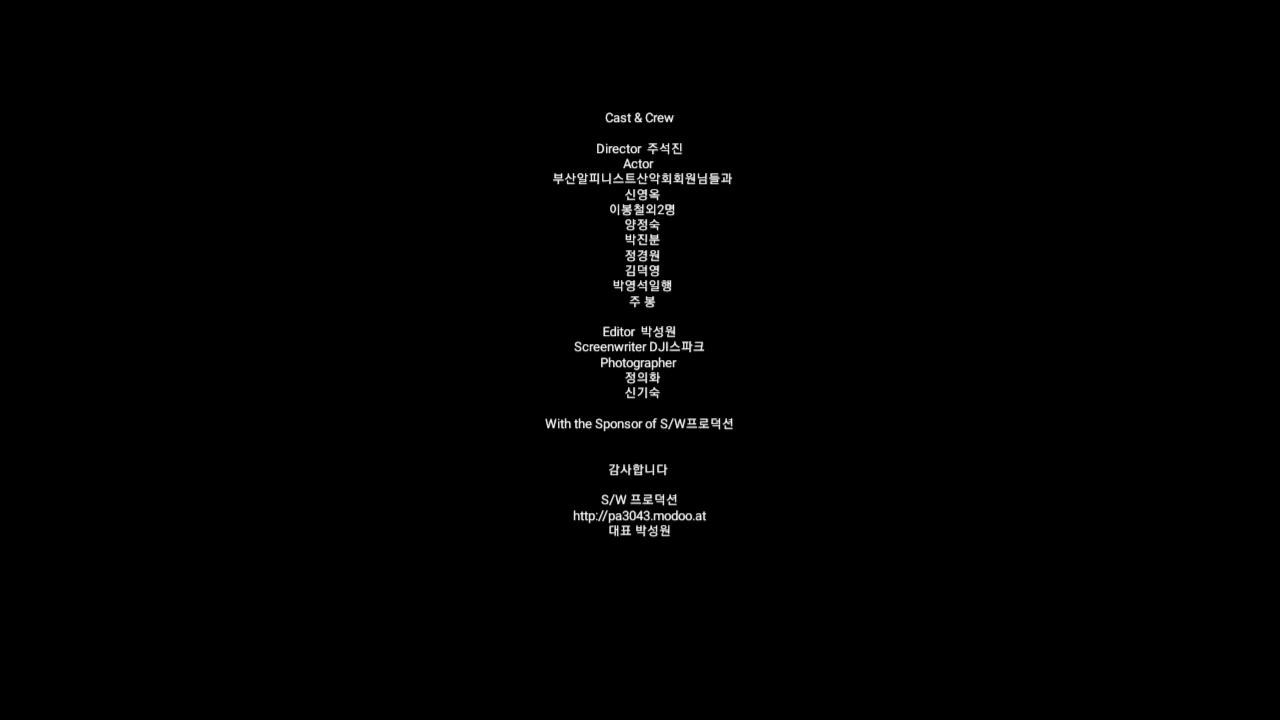 Cast & Crew
Director 주석진
Actor
부산알피니스트산악회회원님들과
신영옥
이봉철외2명
양정숙
박진분
정경원
김덕영
박영석일행
주 봉
Editor 박성원
Screenwriter DJI스파크
Photographer
정의화
신기숙
With the Sponsor of S/W프로덕션
감사합니다
S/W 프로덕션
http://pa3043.modoo.at
대표 박성원